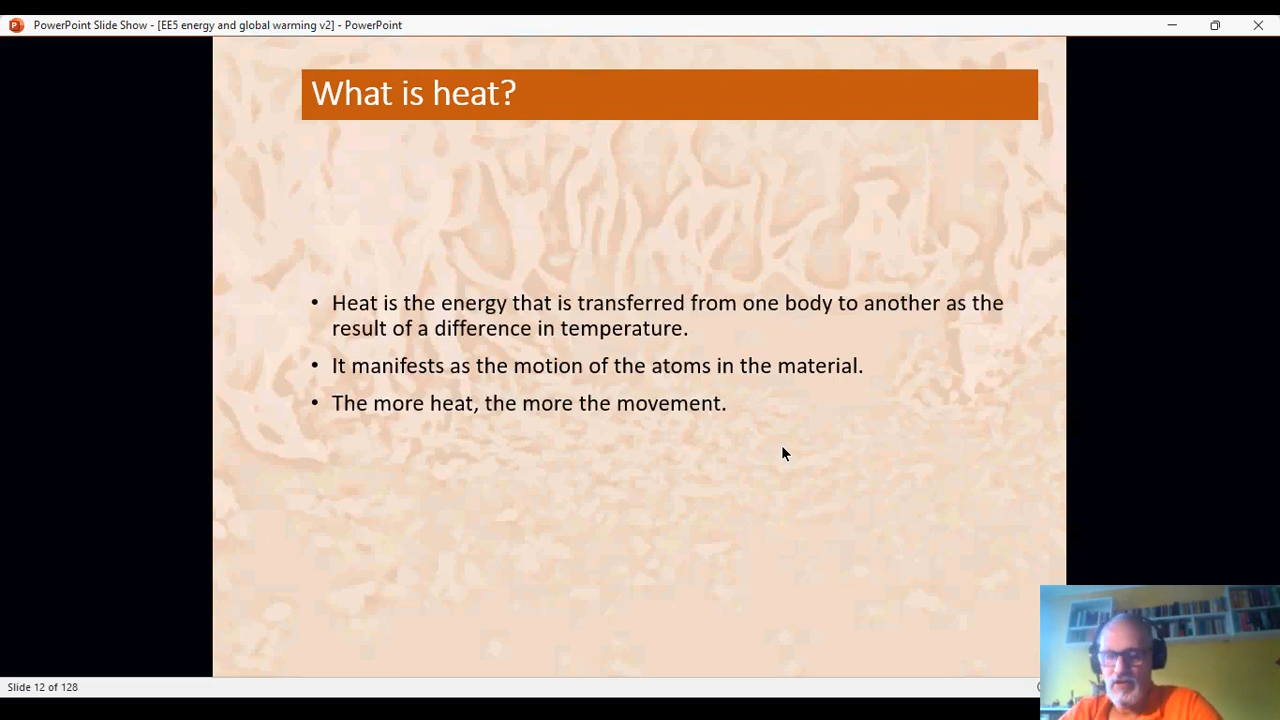 PowerPoint Slide Show - [EE5 energy and global warming v2] - PowerPoint
What is heat?
• Heat is the energy that is transferred from one body to another as the
result of a difference in temperature.
• It manifests as the motion of the atoms in the material.
• The more heat, the more the movement.
Slide 12 of 128